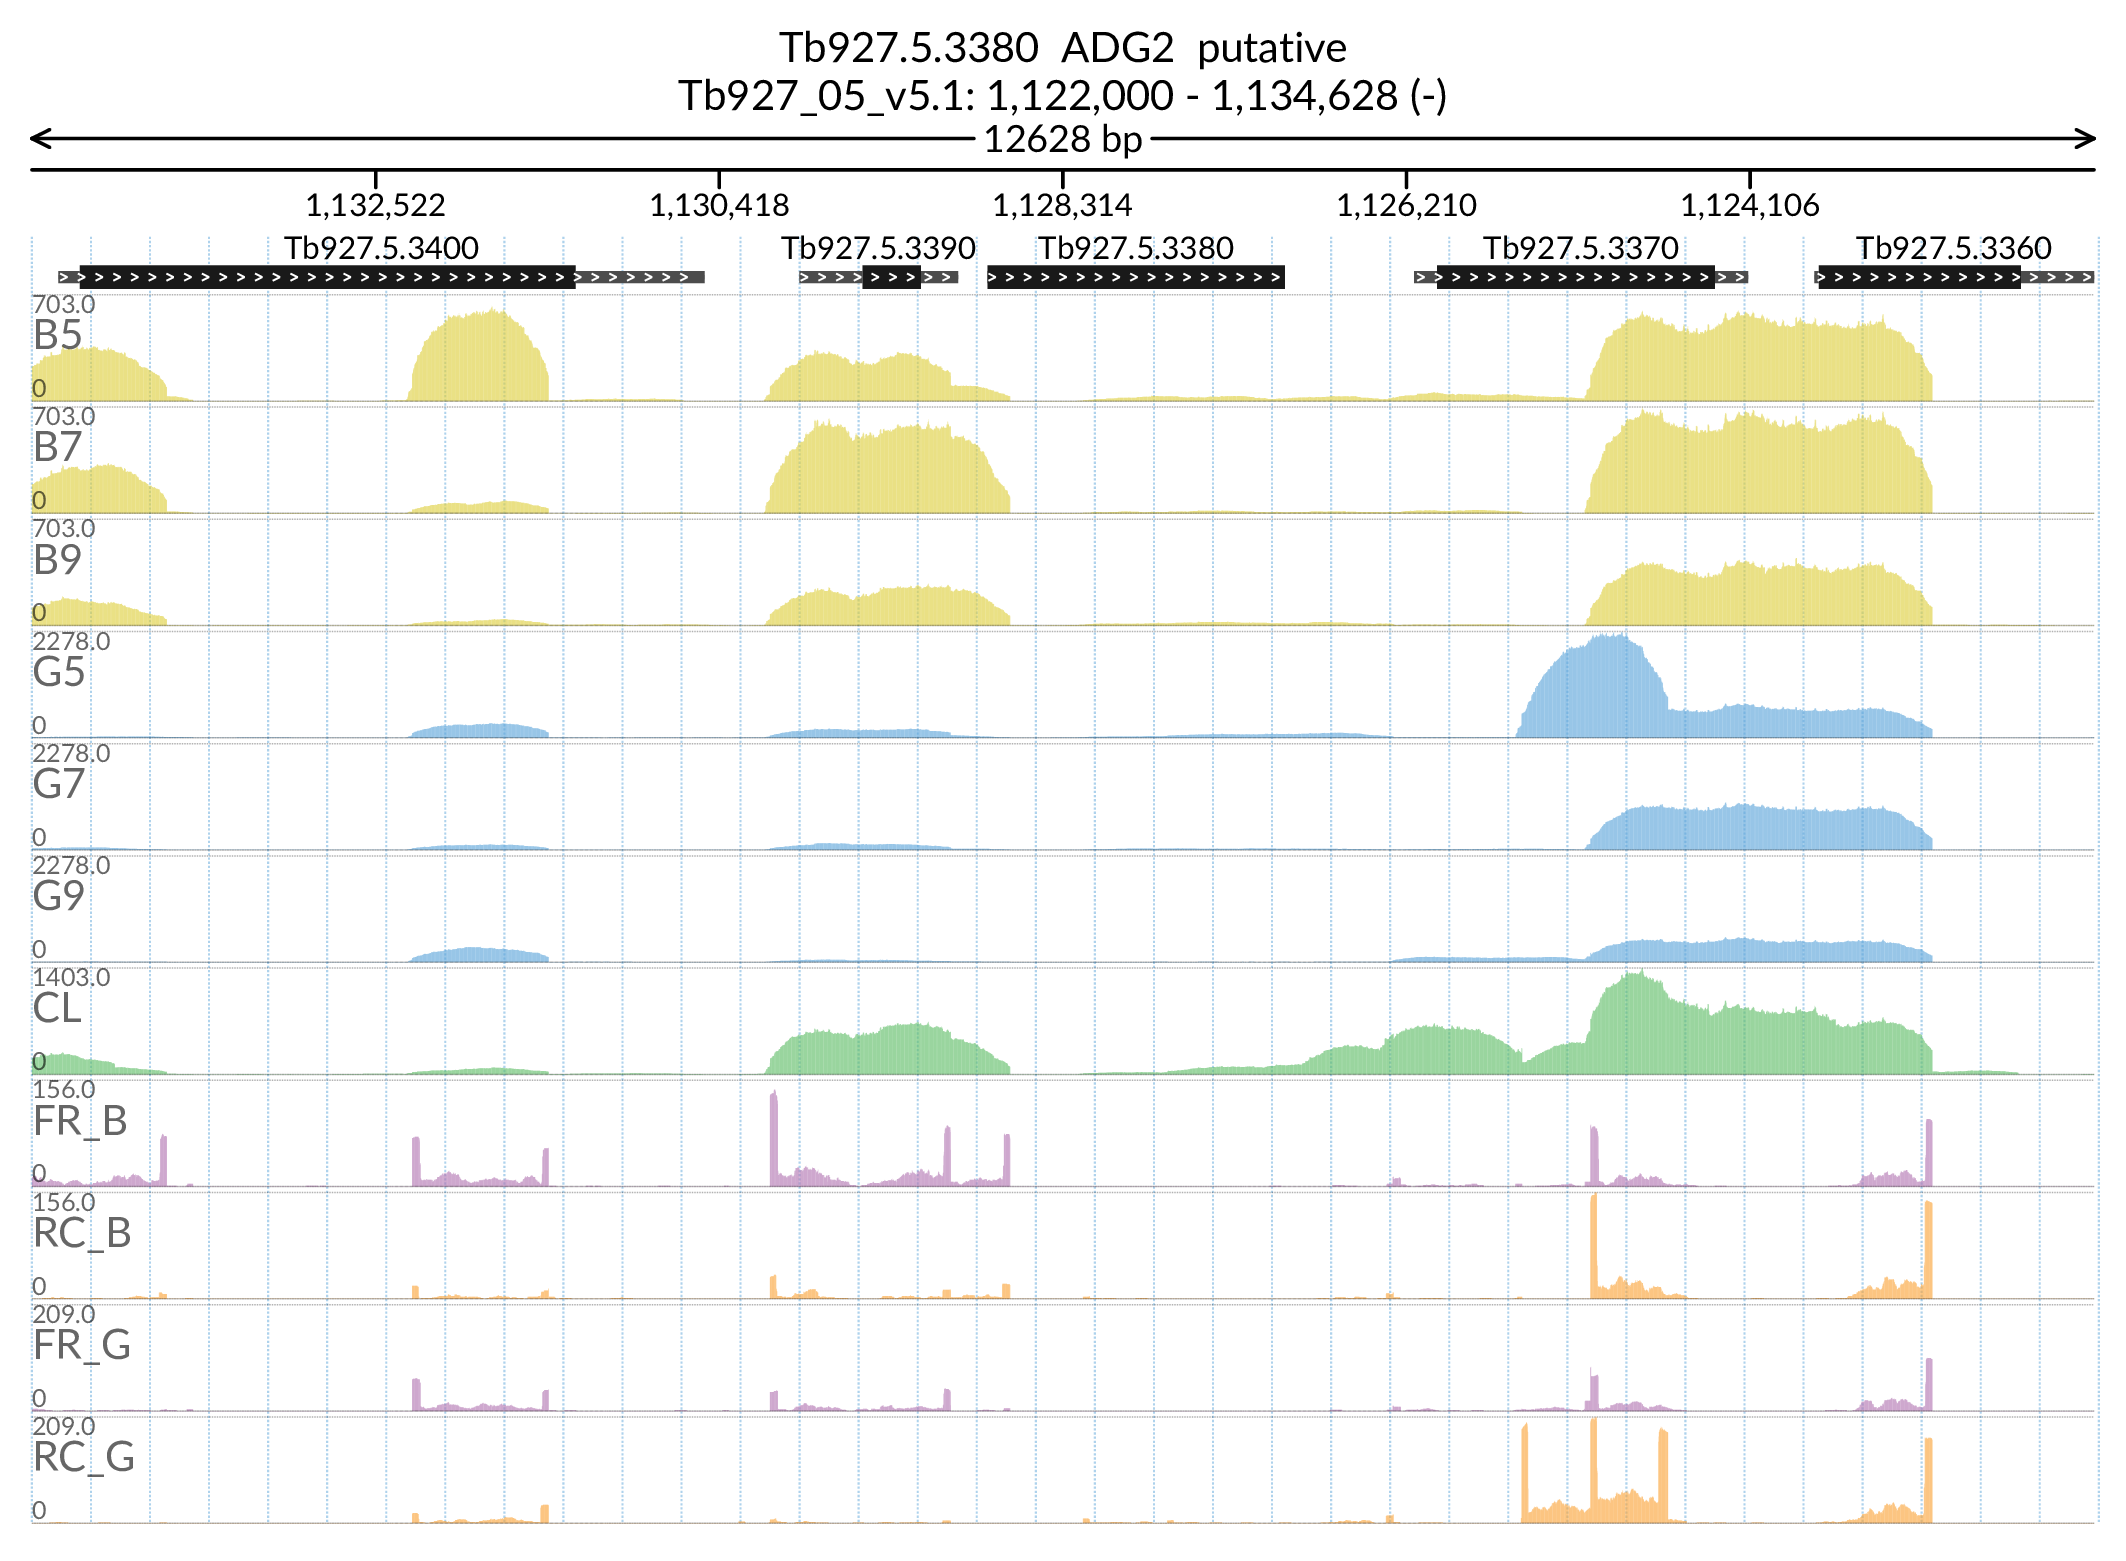 Tb927.5.3380 ADG2 putative
Tb927_05_v5.1: 1,122,000 - 1,134,628 (-)
12628 bp
1,132,522 1,130,418 1,128,314 1,126,210 1,124,106
Tb927.5.3400 Tb927.5.3390 Tb927.5.3380 Tb927.5.3370 Tb927.5.3360
703.0
B5
0
703.0
B7
0
703.0
B9
0
2278.0
G5
0
2278.0
G7
0
2278.0
G9
0
1403.0
CL
0
156.0
FR_B
0
156.0
RC_B
0
209.0
FR_G
0
209.0
RC_G
0